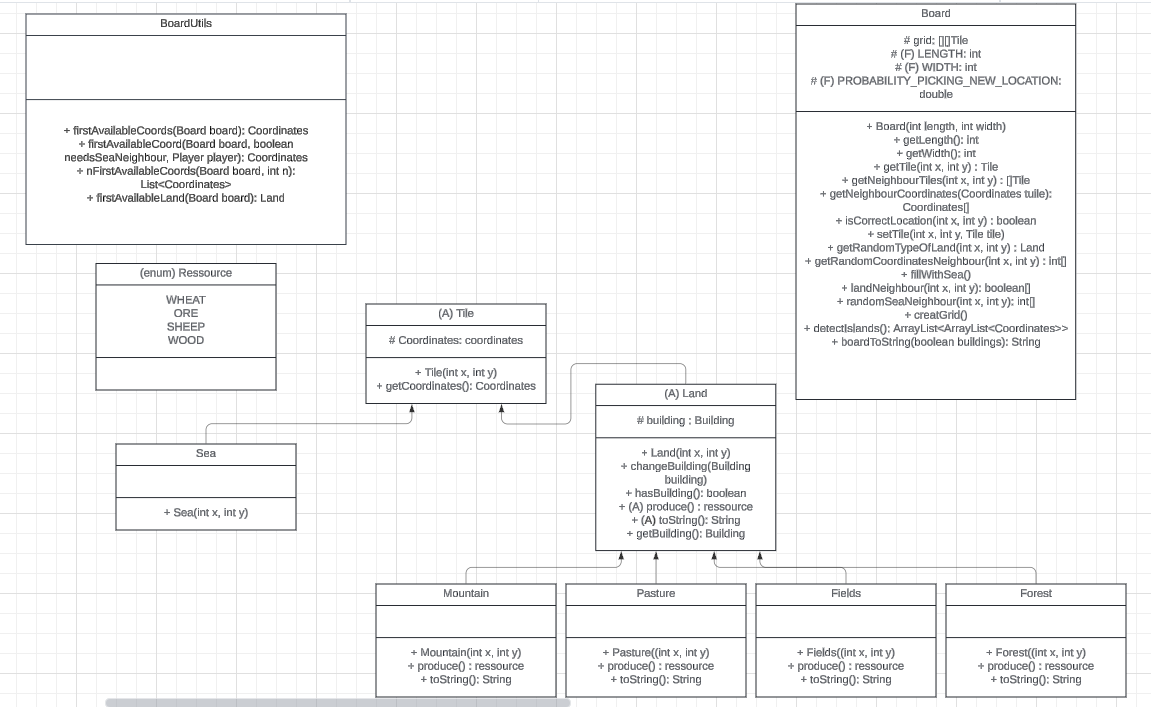 BoardUtils
+ firstAvailableCoords(Board board): Coordinates
+ firstAvailableCoord(Board board, boolean
needsSeaNeighbour, Player player): Coordinates
+ nFirstAvailableCoords(Board board, int n):
List<Coordinates>
+ firstAvailableLand(Board board): Land
Board
# grid: [][]Tile
# (F) LENGTH: int
# (F) WIDTH: int
# (F) PROBABILITY_PICKING_NEW_LOCATION:
double
+ Board(int length, int width)
+ getLength(): int
+ getWidth(): int
+ getTile(int x, int y) : Tile
+ getNeighbourTiles(int x, int y) : []Tile
+ getNeighbourCoordinates(Coordinates tuile):
Coordinates[]
+ isCorrectLocation(int x, int y) : boolean
+ setTile(int x, int y, Tile tile)
+ getRandomTypeOfLand(int x, int y) : Land
+ getRandomCoordinatesNeighbour(int x, int y) : int[]
+ fillWithSea()
+ landNeighbour(int x, int y): boolean[]
+ randomSeaNeighbour(int x, int y): int[]
+ creatGrid()
+ detectIslands(): ArrayList<ArrayList<Coordinates>>
+ boardToString(boolean buildings): String
(enum) Ressource
WHEAT
ORE
SHEEP
WOOD
(A) Tile
# Coordinates: coordinates
+ Tile(int x, int y)
+ getCoordinates(): Coordinates
(A) Land
# building : Building
+ Land(int x, int y)
+ changeBuilding(Building
building)
+ hasBuilding(): boolean
+ (A) produce() : ressource
+ (A) toString(): String
+ getBuilding(): Building
Sea
+ Sea(int x, int y)
Mountain
+ Mountain(int x, int y)
+ produce() : ressource
+ toString(): String
Pasture
+ Pasture((int x, int y)
+ produce() : ressource
+ toString(): String
Fields
+ Fields((int x, int y)
+ produce() : ressource
+ toString(): String
Forest
+ Forest((int x, int y)
+ produce() : ressource
+ toString(): String